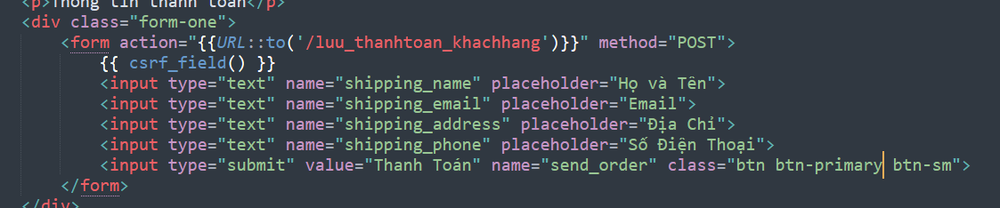 <p>Thông tin thanh toán</p>
<div class="form-one">
<form action="{{URL::to('/luu_thanhtoan_khachhang')}}" method="POST">
{{ csrf_field() }}
<input type="text" name="shipping_name" placeholder="Họ và Tên">
<input type="text" name="shipping_email" placeholder="Email">
<input type="text" name="shipping_address" placeholder="Địa Chỉ">
<input type="text" name="shipping_phone" placeholder="Số Điện Thoại">
<input type="submit" value="Thanh Toán" name="send_order" class="btn btn-primary btn-sm">
</form>
</div>